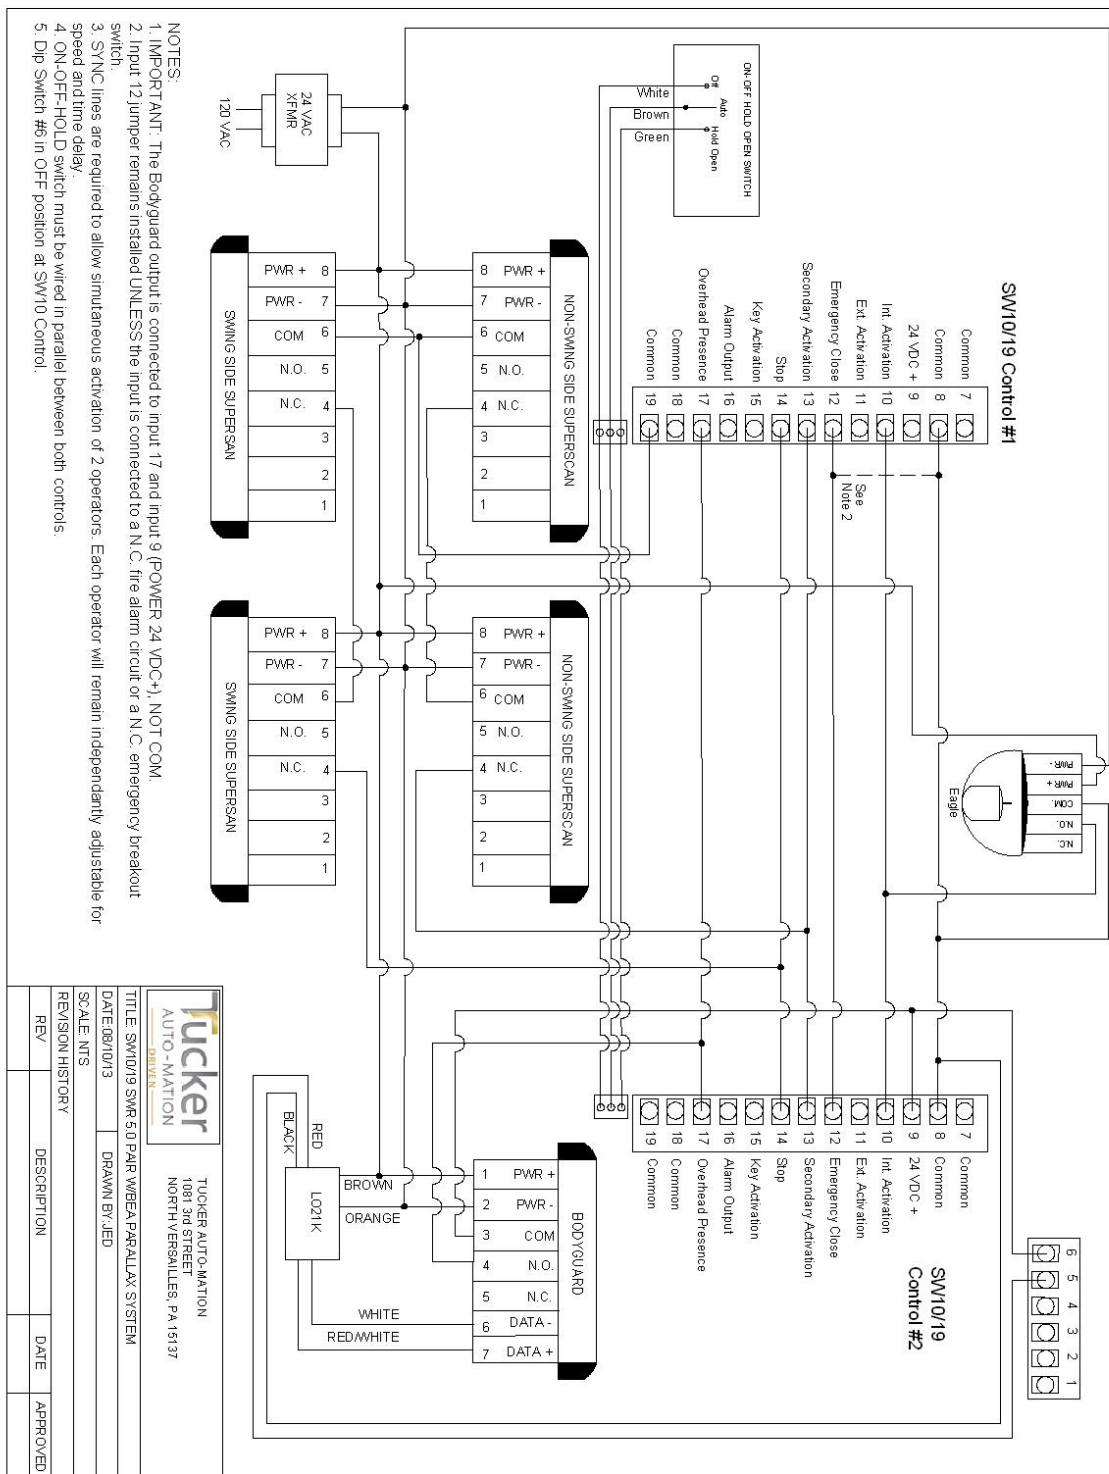 ON-OFF HOLD OPEN SWITCH
Off
Auto
Hold Open
White
Brown
Green
24 VAC
XFMR
120 VAC
SW10/19 Control #1
Common 7
Common 8
24 VDC + 9
Int. Activation 10
Ext. Activation 11
Emergency Close 12
Secondary Activation 13
Stop 14
Key Activation 15
Alarm Output 16
Overhead Presence 17
Common 18
Common 19
See
Note 2
NON-SWING SIDE SUPERSCAN
8 PWR +
7 PWR -
6 COM
5 N.O.
4 N.C.
3
2
1
SWING SIDE SUPERSAN
PWR + 8
PWR - 7
COM 6
N.O. 5
N.C. 4
3
2
1
NON-SWING SIDE SUPERSCAN
8 PWR +
7 PWR -
6 COM
5 N.O.
4 N.C.
3
2
1
SWING SIDE SUPERSAN
PWR + 8
PWR - 7
COM 6
N.O. 5
N.C. 4
3
2
1
PWR -
PWR +
COM.
N.O.
N.C.
Eagle
SW10/19
Control #2
7 Common
8 Common
9 24 VDC +
10 Int. Activation
11 Ext. Activation
12 Emergency Close
13 Secondary Activation
14 Stop
15 Key Activation
16 Alarm Output
17 Overhead Presence
18 Common
19 Common
6 5 4 3 2 1
BODYGUARD
1 PWR +
2 PWR -
3 COM
4 N.O.
5 N.C.
6 DATA -
7 DATA +
LO21K
RED
BLACK
BROWN
ORANGE
WHITE
RED/WHITE
NOTES:
1. IMPORTANT: The Bodyguard output is connected to input 17 and input 9 (POWER 24 VDC+), NOT COM.
2. Input 12 jumper remains installed UNLESS the input is connected to a N.C. fire alarm circuit or a N.C. emergency breakout
switch.
3. SYNC lines are required to allow simutaneous activation of 2 operators. Each operator will remain independantly adjustable for
speed and time delay.
4. ON-OFF-HOLD switch must be wired in parallel between both controls.
5. Dip Switch #6 in OFF position at SW10 Control.
Tucker
AUTO-MATION
DRIVEN
TUCKER AUTO-MATION
1081 3rd STREET
NORTH VERSAILLES, PA 15137
TITLE: SW10/19 SWR 5.0 PAIR W/BEA PARALLAX SYSTEM
DATE:08/10/13 DRAWN BY:JED
SCALE: NTS
REVISION HISTORY
REV DESCRIPTION DATE APPROVED